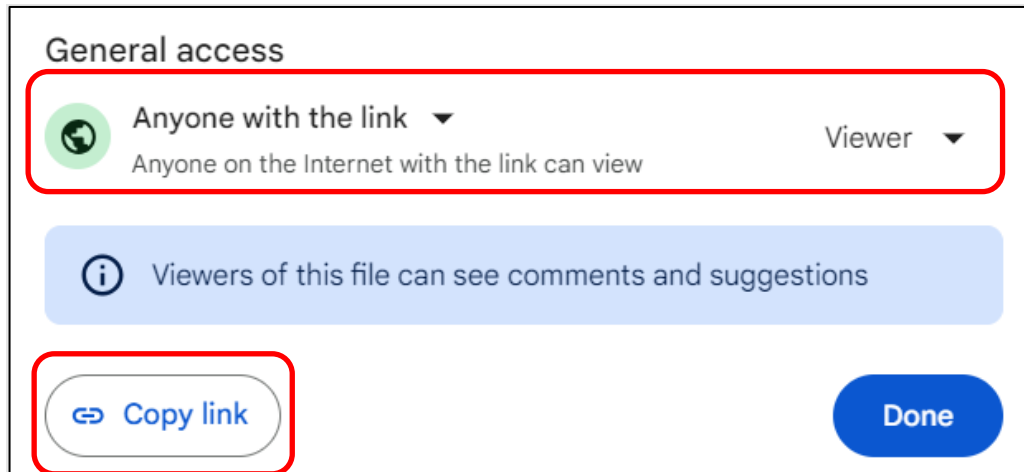 General access
Anyone with the link
Viewer
Anyone on the Internet with the link can view
Viewers of this file can see comments and suggestions
Copy link
Done